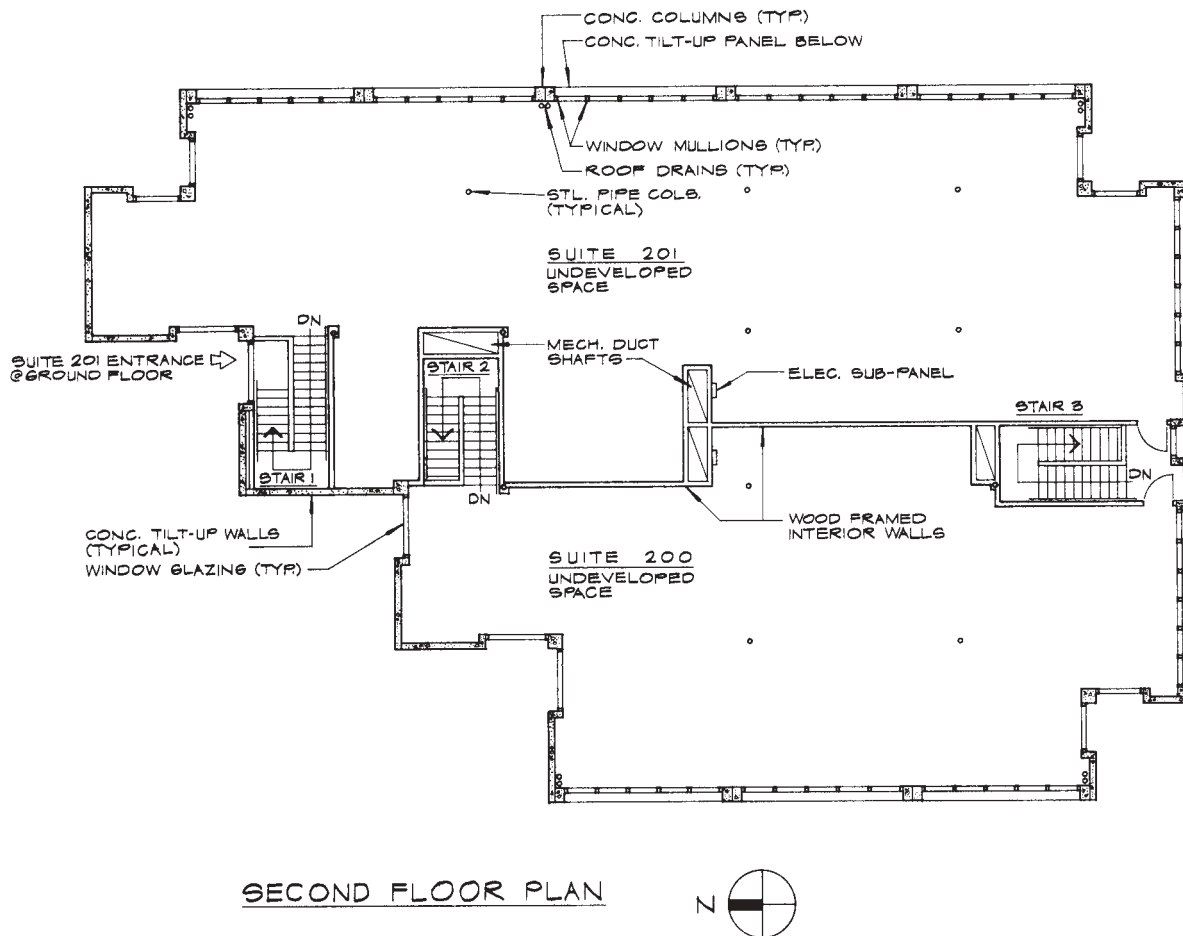 CONC. COLUMNS (TYP.)
CONC. TILT-UP PANEL BELOW
WINDOW MULLIONS (TYP.)
ROOF DRAINS (TYP.)
STL. PIPE COLS.
(TYPICAL)
SUITE 201
UNDEVELOPED
SPACE
DN
SUITE 201 ENTRANCE
@GROUND FLOOR
STAIR 2
MECH. DUCT
SHAFTS
ELEC. SUB-PANEL
STAIR 3
STAIR 1
DN
DN
CONC. TILT-UP WALLS
(TYPICAL)
WINDOW GLAZING (TYP.)
WOOD FRAMED
INTERIOR WALLS
SUITE 200
UNDEVELOPED
SPACE
SECOND FLOOR PLAN
N